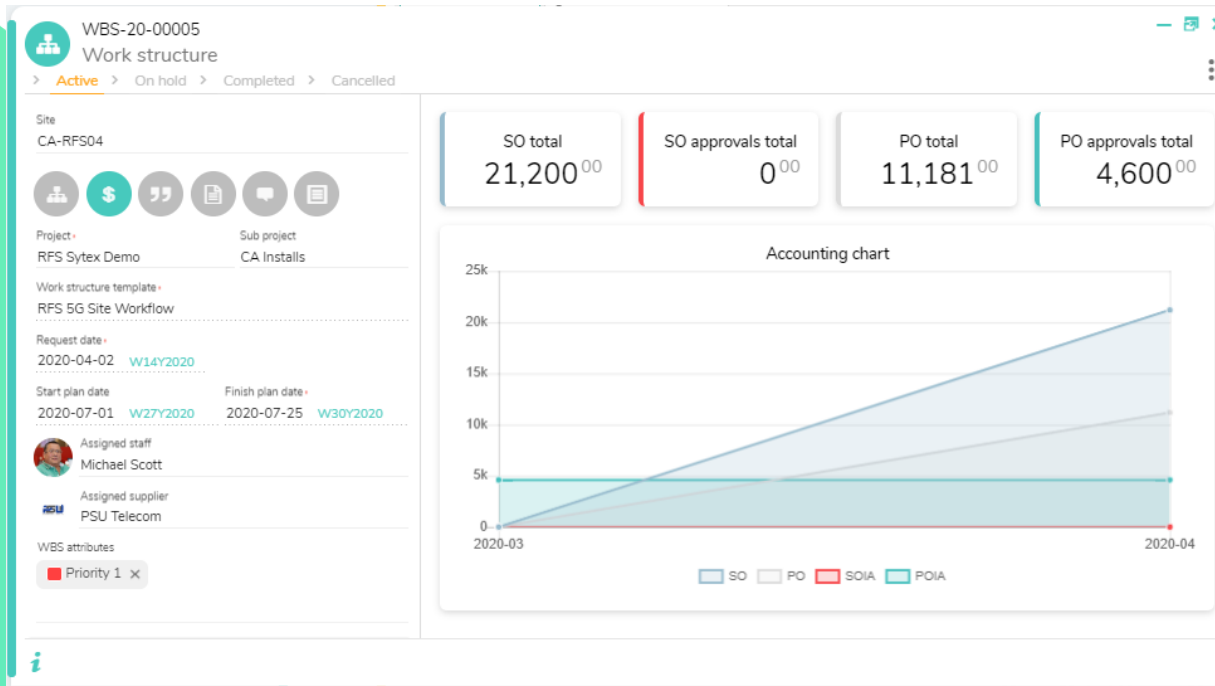 WBS-20-00005
Work structure
> Active > On hold > Completed > Cancelled
Site
CA-RFS04
Project
Sub project
RFS Sytex Demo
CA Installs
Work structure template
RFS 5G Site Workflow
Request date
2020-04-02 W14Y2020
Start plan date
Finish plan date
2020-07-01 W27Y2020
2020-07-25 W30Y2020
Assigned staff
Michael Scott
Assigned supplier
PSU Telecom
WBS attributes
Priority 1 ×
i
SO total
21,200 00
SO approvals total
0 00
PO total
11,181 00
PO approvals total
4,600 00
Accounting chart
25k
20k
15k
10k
5k
0
2020-03
2020-04
SO PO SOIA POIA